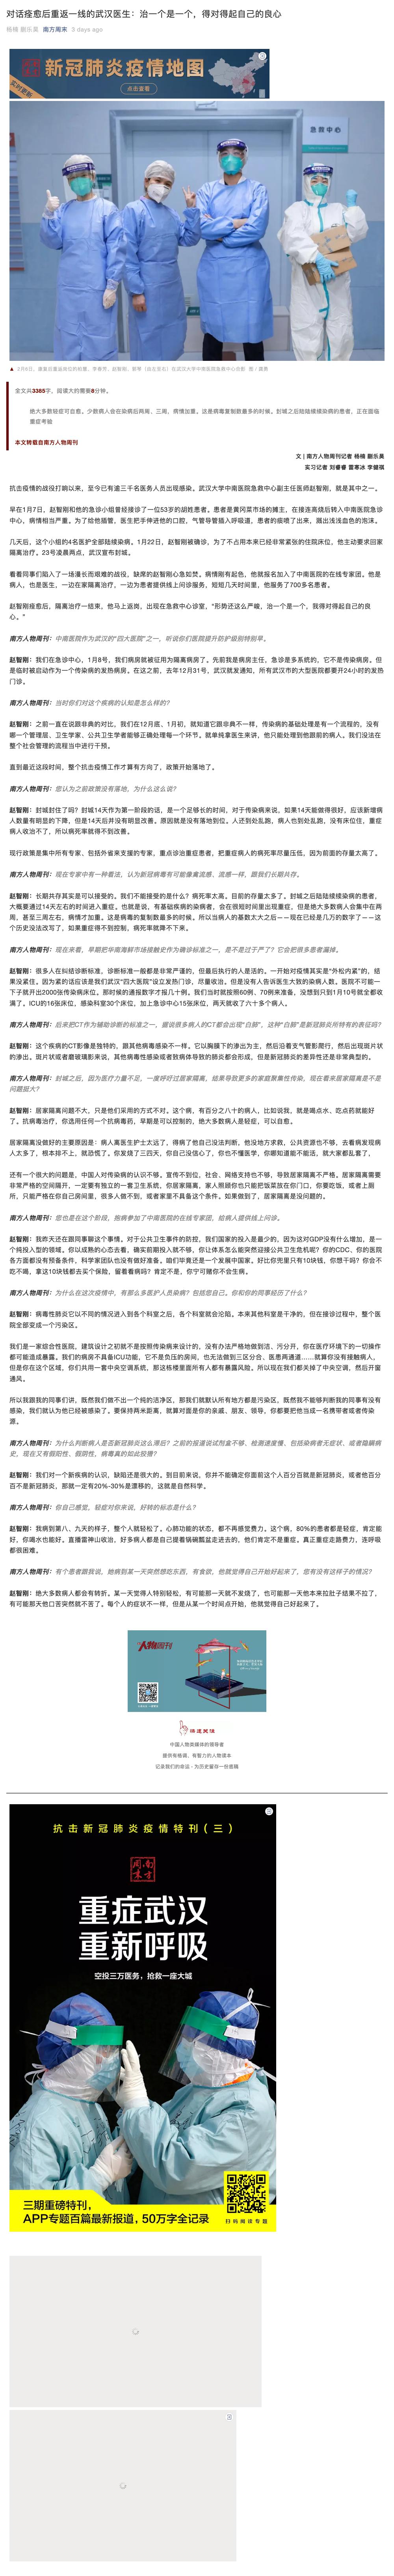 对话痊愈后重返一线的武汉医生：治一个是一个，得对得起自己的良心
杨楠 蒯乐昊 南方周末 3 days ago
实时更新
新冠肺炎疫情地图
点击查看
急救中心
▲ 2月6日，康复后重返岗位的
在武汉大学中南医院急救中心合影 图 / 唐菁
全文共3385字，阅读大约需要8分钟。
绝大多数轻症可自愈。少数病人会在染病后两周、三周，病情加重。这是病毒复制数量多的时候。封城之后陆陆续续染病的患者，正在面临
重症考验
本文转载自南方人物周刊
文 | 南方人物周刊记者 杨楠 蒯乐昊
实习记者 刘睿睿 雷寒冰 李健祺
抗击疫情的战役打响以来，至今已有逾三千名医务人员出现感染。武汉大学中南医院急救中心副主任医师赵智刚，就是其中之一。
早在1月7日，赵智刚和他的急诊小组曾经接诊了一位53岁的胡姓患者。患者是黄冈菜市场的摊主，在接连高烧后转入中南医院急诊
中心，病情相当严重。为了给他插管，医生把手伸进他的口腔，气管导管插入呼吸道，患者的痰喷了出来，溅出浅浅血色的泡沫。
几天后，这个小组的4名医护全部陆续染病。1月22日，赵智刚被确诊，为了不占用本来已经非常紧张的住院床位，他主动要求回家
隔离治疗。23号凌晨两点，武汉宣布封城。
看着同事们陷入了一场漫长而艰难的战役，缺席的赵智刚心急如焚。病情刚有起色，他就报名加入了中南医院的在线专家团。他是
病人，也是医生，一边在家隔离治疗，一边为患者提供线上问诊服务，短短几天时间里，他服务了700多名患者。
赵智刚痊愈后，隔离治疗一结束，他马上返岗，出现在急救中心诊室，“形势还这么严峻，治一个是一个，我得对得起自己的良
心。”
南方人物周刊：中南医院作为武汉的“四大医院”之一，听说你们医院提升防护级别特别早。
赵智刚：我们在急诊中心，1月8号，我们病房就被征用为隔离病房了。先前我是病房主任，急诊是多系统的，它不是传染病房。但
是临时被启动作为一个传染病的发热病房。在这之前，去年12月31号，武汉就发通知，所有武汉市的大型医院都要开24小时的发热
门诊。
南方人物周刊：当时你们对这个疾病的认知是怎么样的？
赵智刚：之前一直在说跟非典的对比，我们在12月底、1月初，就知道它跟非典不一样，传染病的基础处理是有一个流程的，没有
哪一个管理层、卫生学家、公共卫生学者能够正确处理每一个环节。就单纯拿医生来讲，他只能处理到他跟前的病人。我们没法在
整个社会管理的流程当中进行干预。
直到最近这段时间，整个抗击疫情工作才算有方向了，政策开始落地了。
南方人物周刊：您认为之前政策没有落地，为什么这么说？
赵智刚：封城封住了吗？封城14天作为第一阶段的话，是一个足够长的时间，对于传染病来说，如果14天能做得很好，应该新增病
人数量有明显的下降，但是14天后并没有明显改善。原因就是没有落地到位。人还到处乱跑，病人也到处乱跑，没有床位住，重症
病人收治不了，所以病死率就得不到改善。
现行政策是集中所有专家、包括外省来支援的专家，重点诊治重症患者，把重症病人的病死率尽量压低，因为前面的存量太高了。
南方人物周刊：现在专家中有一种看法，认为新冠病毒有可能像禽流感、流感一样，跟我们长期共存。
赵智刚：长期共存其实是可以接受的。我们不能接受的是什么？病死率太高。目前的存量太多了。封城之后陆陆续续染病的患者，
大概要通过14天左右的时间进入重症。也就是说，有基础疾病的染病者，会在很短时间里出现重症，但是绝大多数病人会集中在两
周，甚至三周左右，病情才加重。这是病毒的复制数最多的时候。所以当病人的基数太大之后——现在已经是几万的数字了——这
个历史没法改写了，如果重症得不到控制，病死率就降不下来。
南方人物周刊：现在来看，早期把华南海鲜市场接触史作为确诊标准之一，是不是过于严了？它会把很多患者漏掉。
赵智刚：很多人在纠结诊断标准，诊断标准一般都是非常严谨的，但最后执行的人是活的。一开始对疫情其实是“外松内紧”的，结
果没紧住。因为紧的话应该是我们武汉“四大医院”设立发热门诊，尽量收治。但是没有人告诉医生大致的染病人数。医院不可能一
下子就开出2000张传染病床位。那时候的通报数字才报几十例。我们当时就按照60例、70例来准备，没想到只到1月10号就全都收
满了。ICU的16张床位，感染科室30个床位，加上急诊中心15张床位，两天就收了六十多个病人。
南方人物周刊：后来把CT作为辅助诊断的标准之一，据说很多病人的CT都会出现“白肺”，这种“白肺”是新冠肺炎所特有的表征吗？
赵智刚：这个疾病的CT影像是独特的，跟其他病毒感染不一样。它以胸膜下的渗出为主，然后沿着支气管影周行，然后出现斑片状
的渗出。斑片状或者磨玻璃影来说，其他病毒性感染或者致病体导致的肺炎都会形成，但是新冠肺炎的差异性还是非常典型的。
南方人物周刊：封城之后，因为医疗力量不足，一度呼吁过居家隔离，结果导致更多的家庭聚集性传染，现在看来居家隔离是不是
问题挺大？
赵智刚：居家隔离问题不大，只是他们采用的方式不对。这个病，有百分之八十的病人，比如说我，就是喝点水、吃点药就能好
了，抗病毒治疗，你选用任何一个抗病毒药，早期是可以控制的，绝大多数病人是轻症，可以自愈。
居家隔离没做好的主要原因是：病人离医生护士太远了，得病了他自己没法判断，他没地方求救，公共资源也不够，去看病发现病
人太多了，根本排不上，就恐慌了。你发烧了三四天，你自己没信心了，你也不懂医学，你哪知道能不能活，就大家都乱套了。
还有一个很大的问题是，中国人对传染病的认识不够，宣传不到位，社会、网络支持也不够，导致居家隔离不严格。居家隔离需要
非常严格的空间隔开，一定要有独立的一套卫生系统，你居家隔离，家人照顾你也只能把饭菜放在你门口，你要吃饭，或者上厕
所，只能严格在你自己房间里，很多人做不到，或者家里不具备这个条件。如果做到了，居家隔离是没问题的。
南方人物周刊：您也是在这个阶段，抱病参加了中南医院的在线专家团，给病人提供线上问诊。
赵智刚：我昨天还在跟同事聊这个事情。对于公共卫生事件的防控，我们国家的投入是最少的，因为这对GDP没有什么增加，是一
个纯投入型的领域。你以成熟的心态去看，确实前期投入就不够，你让体系怎么能突然迎接公共卫生危机呢？你的CDC、你的医院
各方面都没有预备条件，科学家也没有做好准备。咱们毕竟还是一个发展中国家。好比你兜里只有10块钱，你想干吗？你会不
吃不喝、拿这10块钱都去买个保险，留着看病吗？肯定不是，你宁可赌你不会生病。
南方人物周刊：为什么在这次疫情中，有那么多医护人员染病？包括您自己。你和你的同事经历了什么？
赵智刚：病毒性肺炎它以不同的情况进入到各个科室之后，各个科室就会沦陷。本来其他科室是干净的，但在接诊过程中，整个医
院全部变成一个污染区。
我们是一家综合性医院，建筑设计之初就不是按照传染病来设计的，没有办法严格地做到洁、污分开，你在医疗环境下的一切操作
都可能造成暴露。我们的病房不具备ICU功能，它不是负压的房间，也无法做到三区分合、医患两两通道……就算你没有接触病人，
但是你在这个区域，你们共用一套中央空调系统，那这栋楼里面所有人都有暴露风险。所以现在我们都关掉了中央空调，然后开窗
通风。
所以我跟我的同事们讲，既然我们做不出一个纯的洁净区，那我们就默认所有地方都是污染区，既然我不能够判断我的同事有没有
感染，我们就认为他已经被感染了。要保持两米距离，就算对面是你的亲戚、朋友、领导，你都要把他当成一名携带者或者传染
源。
南方人物周刊：为什么判断病人是否新冠肺炎这么滞后？之前的报道说试剂盒不够、检测速度慢、包括染病者无症状、或者隐瞒病
史，现在又有假阳性、假阴性，病毒真的如此狡猾？
赵智刚：我们对一个新疾病的认识，缺陷还是很大的。到目前来说，你并不能确定你面前这个人百分百就是新冠肺炎，或者他百分
百不是新冠肺炎，那就一定有20%-30%是漂移的，这就是自然科学。
南方人物周刊：你自己感觉，轻症对你来说，好转的标志是什么？
赵智刚：我病到第八、九天的样子，整个人就轻松了。心肺功能的状态，都不再感觉费力。这个病，80%的患者都是轻症，肯定能
好，你喝水也能好。直播雷神山收治，好多病人都是自己提着锅碗瓢盆走进去的，他们肯定不是重症。真正重症走路费力，连呼吸
都很困难。
南方人物周刊：有个患者跟我说，她病到某一天突然想吃东西，有食欲，他就觉得自己开始好起来了，您有没有这样子的情况？
赵智刚：绝大多数病人都会有转折。某一天觉得人特别轻松，有可能那一天就不发烧了，也可能那一天他本来拉肚子结果不拉了，
有可能那天他口苦突然就不苦了。每个人的症状不一样，但是从某一个时间点开始，他就觉得自己好起来了。
人物周刊
快速关注
中国人物类媒体的领导者
提供有格调、有智力的人物读本
记录我们的命运 · 为历史留存一份底稿
抗击新冠肺炎疫情特刊（三）
南方周末
重症武汉
重新呼吸
空投三万医务，抢救一座大城
三期重磅特刊，
APP专题百篇最新报道，50万字全记录
扫码阅读专题